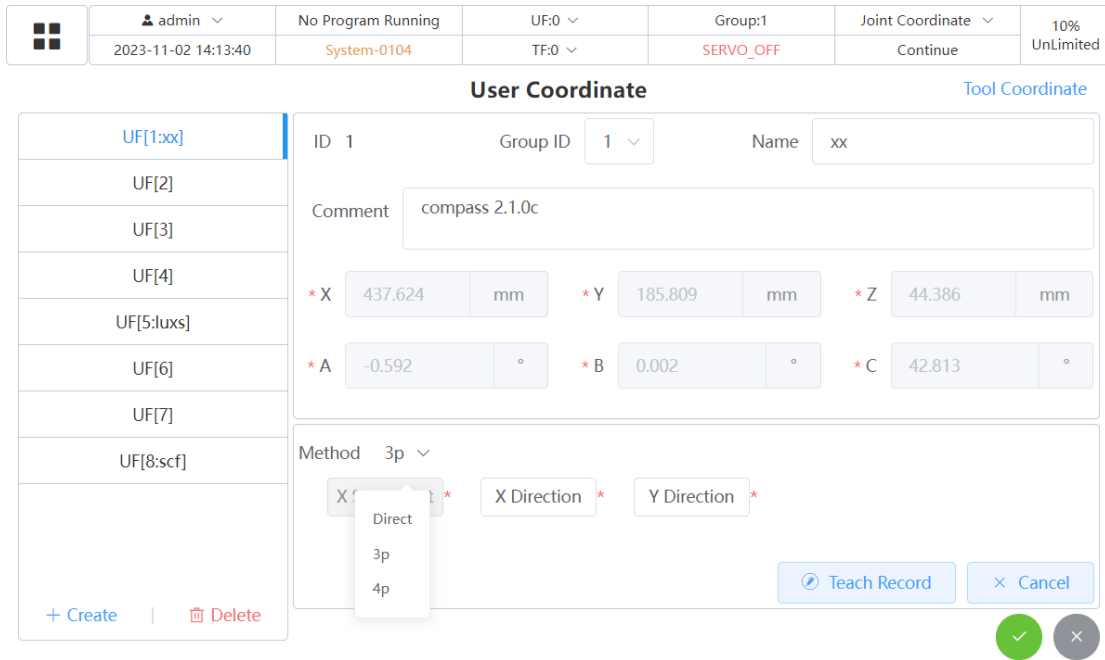 admin
No Program Running
UF:0
Group:1
Joint Coordinate
10%
UnLimited
2023-11-02 14:13:40
System-0104
TF:0
SERVO_OFF
Continue
User Coordinate
Tool Coordinate
UF[1:xx]
UF[2]
UF[3]
UF[4]
UF[5:luxs]
UF[6]
UF[7]
UF[8:scf]
+ Create | Delete
ID 1 Group ID 1 Name xx
Comment compass 2.1.0c
* X 437.624 mm * Y 185.809 mm * Z 44.386 mm
* A -0.592 ° * B 0.002 ° * C 42.813 °
Method 3p
X * X Direction * Y Direction *
Direct
3p
4p
Teach Record × Cancel